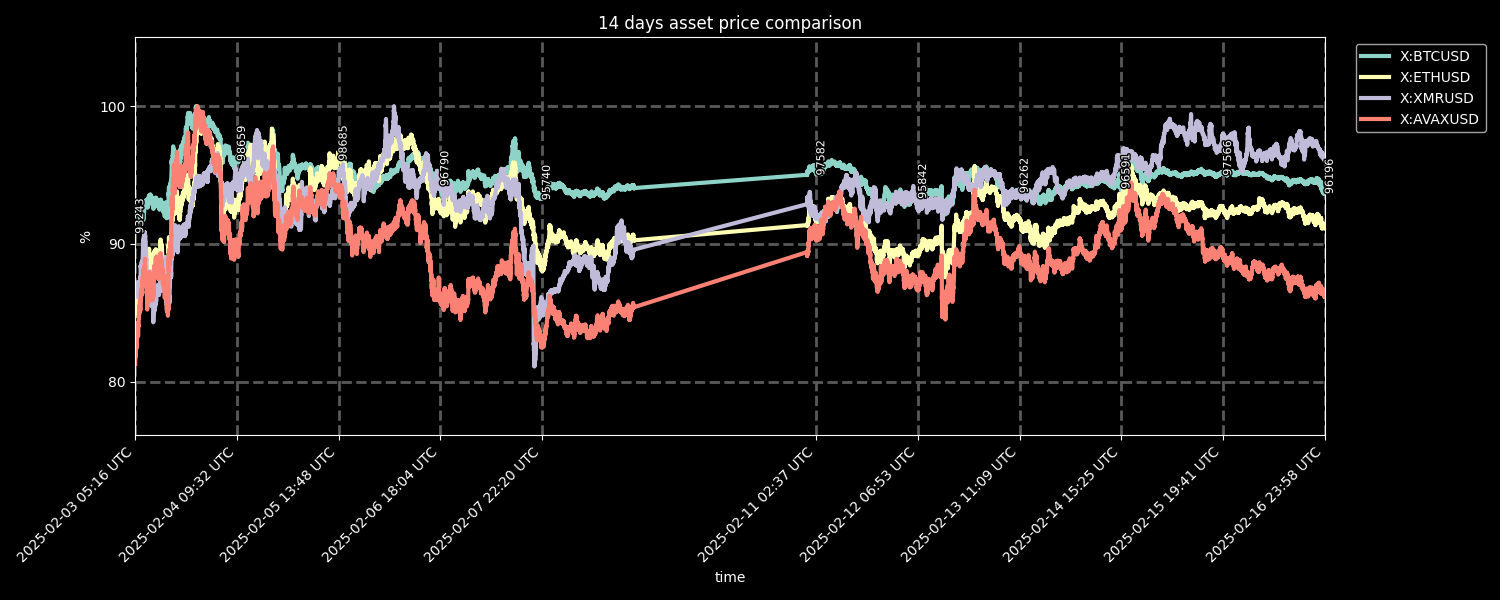 14 days asset price comparison
X:BTCUSD
X:ETHUSD
X:XMRUSD
X:AVAXUSD
100
90
80
%
93243
98659
98685
96790
95740
97582
95842
96262
96591
97566
96196
2025-02-03 05:16 UTC
2025-02-04 09:32 UTC
2025-02-05 13:48 UTC
2025-02-06 18:04 UTC
2025-02-07 22:20 UTC
2025-02-11 02:37 UTC
2025-02-12 06:53 UTC
2025-02-13 11:09 UTC
2025-02-14 15:25 UTC
2025-02-15 19:41 UTC
2025-02-16 23:58 UTC
time